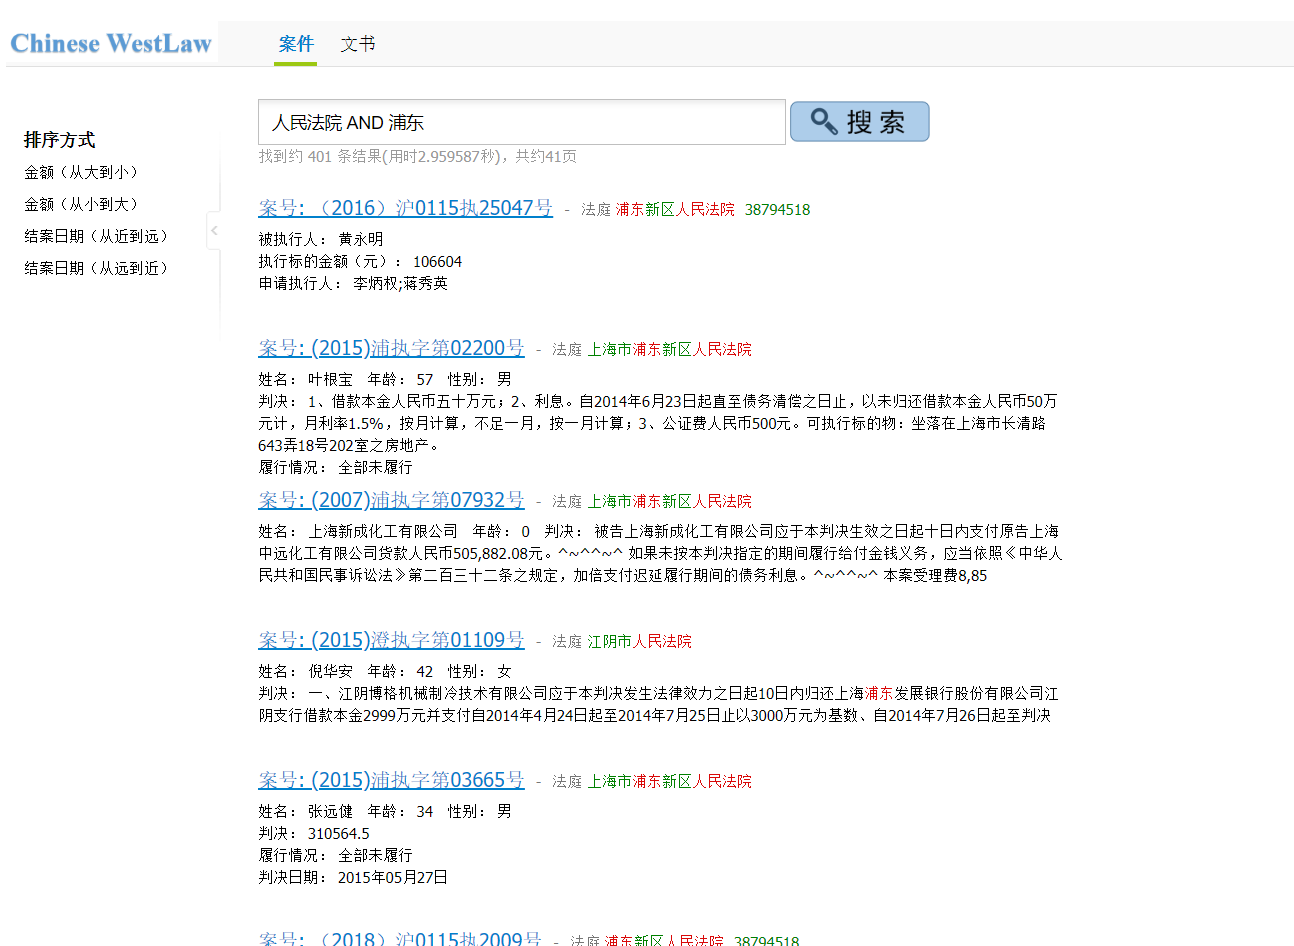 Chinese WestLaw
案件 文书
人民法院 AND 浦东
搜 索
找到约 401 条结果(用时2.959587秒)，共约41页
排序方式
金额（从大到小）
金额（从小到大）
结案日期（从近到远）
结案日期（从远到近）
案号: （2016）沪0115执25047号 - 法庭 浦东新区人民法院 38794518
被执行人： 黄永明
执行标的金额（元）： 106604
申请执行人： 李炳权;蒋秀英
案号: (2015)浦执字第02200号 - 法庭 上海市浦东新区人民法院
姓名： 叶根宝 年龄： 57 性别： 男
判决： 1、借款本金人民币五十万元；2、利息。自2014年6月23日起直至债务清偿之日止，以未归还借款本金人民币50万
元计，月利率1.5%，按月计算，不足一月，按一月计算；3、公证费人民币500元。可执行标的物：坐落在上海市长清路
643弄18号202室之房地产。
履行情况： 全部未履行
案号: (2007)浦执字第07932号 - 法庭 上海市浦东新区人民法院
姓名： 上海新成化工有限公司 年龄： 0 判决： 被告上海新成化工有限公司应于本判决生效之日起十日内支付原告上海
中远化工有限公司货款人民币505,882.08元。^~^^~^ 如果未按本判决指定的期间履行给付金钱义务，应当依照《中华人
民共和国民事诉讼法》第二百三十二条之规定，加倍支付迟延履行期间的债务利息。^~^^~^ 本案受理费8,85
案号: (2015)澄执字第01109号 - 法庭 江阴市人民法院
姓名： 倪华安 年龄： 42 性别： 女
判决： 一、江阴博格机械制冷技术有限公司应于本判决发生法律效力之日起10日内归还上海浦东发展银行股份有限公司江
阴支行借款本金2999万元并支付自2014年4月24日起至2014年7月25日止以3000万元为基数、自2014年7月26日起至判决
案号: (2015)浦执字第03665号 - 法庭 上海市浦东新区人民法院
姓名： 张远健 年龄： 34 性别： 男
判决： 310564.5
履行情况： 全部未履行
判决日期： 2015年05月27日
案号: （2018）沪0115执2009号 - 法庭 浦东新区人民法院 38794518